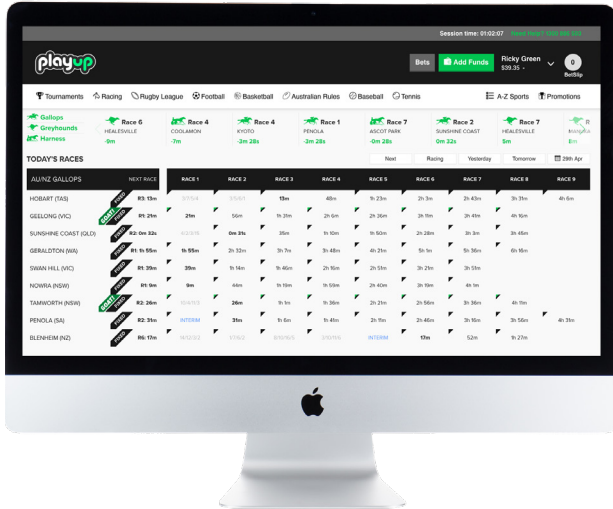 Session time: 01:02:07
playup
Bets
Add Funds
Ricky Green
$39.35
0
BetSlip
Tournaments Racing Rugby League Football Basketball Australian Rules Baseball Tennis A-Z Sports Promotions
Gallops
Greyhounds
Harness
Race 6 Race 4 Race 4 Race 1 Race 7 Race 2 Race 7 R
HEALESVILLE COOLAMON KYOTO PENOLA ASCOT PARK SUNSHINE COAST HEALESVILLE
-9m -7m -3m 28s -3m 28s -0m 28s 0m 32s 5m 8m
TODAY'S RACES Next Racing Yesterday Tomorrow 29th Apr
AU/NZ GALLOPS NEXT RACE RACE 1 RACE 2 RACE 3 RACE 4 RACE 5 RACE 6 RACE 7 RACE 8 RACE 9
HOBART (TAS) FIXED R3: 13m 13m 48m 1h 23m 2h 3m 2h 43m 3h 31m 4h 6m
GEELONG (VIC) GOAT! FIXED R1: 21m 21m 56m 1h 31m 2h 6m 2h 36m 3h 11m 3h 41m 4h 16m
SUNSHINE COAST (QLD) FIXED R2: 0m 32s 0m 31s 35m 1h 10m 1h 50m 2h 28m 3h 3m 3h 45m
GERALDTON (WA) FIXED R1: 1h 55m 1h 55m 2h 32m 3h 7m 3h 48m 4h 21m 5h 1m 5h 36m 6h 16m
SWAN HILL (VIC) FIXED R1: 39m 39m 1h 14m 1h 46m 2h 16m 2h 51m 3h 21m 3h 51m
NOWRA (NSW) FIXED R1: 9m 9m 44m 1h 19m 1h 59m 2h 40m 3h 19m 4h 1m
TAMWORTH (NSW) GOAT! FIXED R2: 26m 26m 1h 1m 1h 36m 2h 21m 2h 56m 3h 36m 4h 11m
PENOLA (SA) FIXED R2: 31m INTERIM 31m 1h 6m 1h 41m 2h 11m 2h 46m 3h 16m 3h 56m 4h 31m
BLENHEIM (NZ) FIXED R6: 17m INTERIM 17m 52m 1h 27m